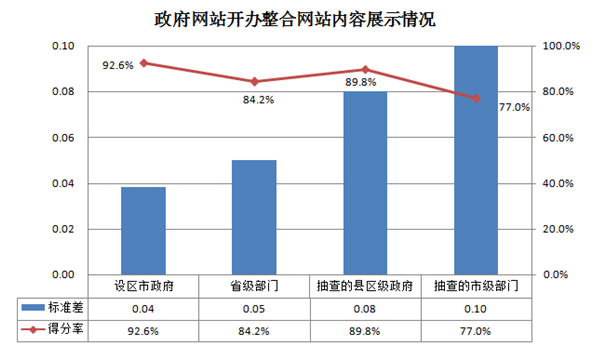 政府网站开办整合网站内容展示情况
0.10 100.0%
92.6% 84.2% 89.8% 77.0%
0.08 80.0%
0.06 60.0%
0.04 40.0%
0.02 20.0%
0.00 0.0%
设区市政府 省级部门 抽查的县区级政府 抽查的市级部门
标准差 0.04 0.05 0.08 0.10
得分率 92.6% 84.2% 89.8% 77.0%